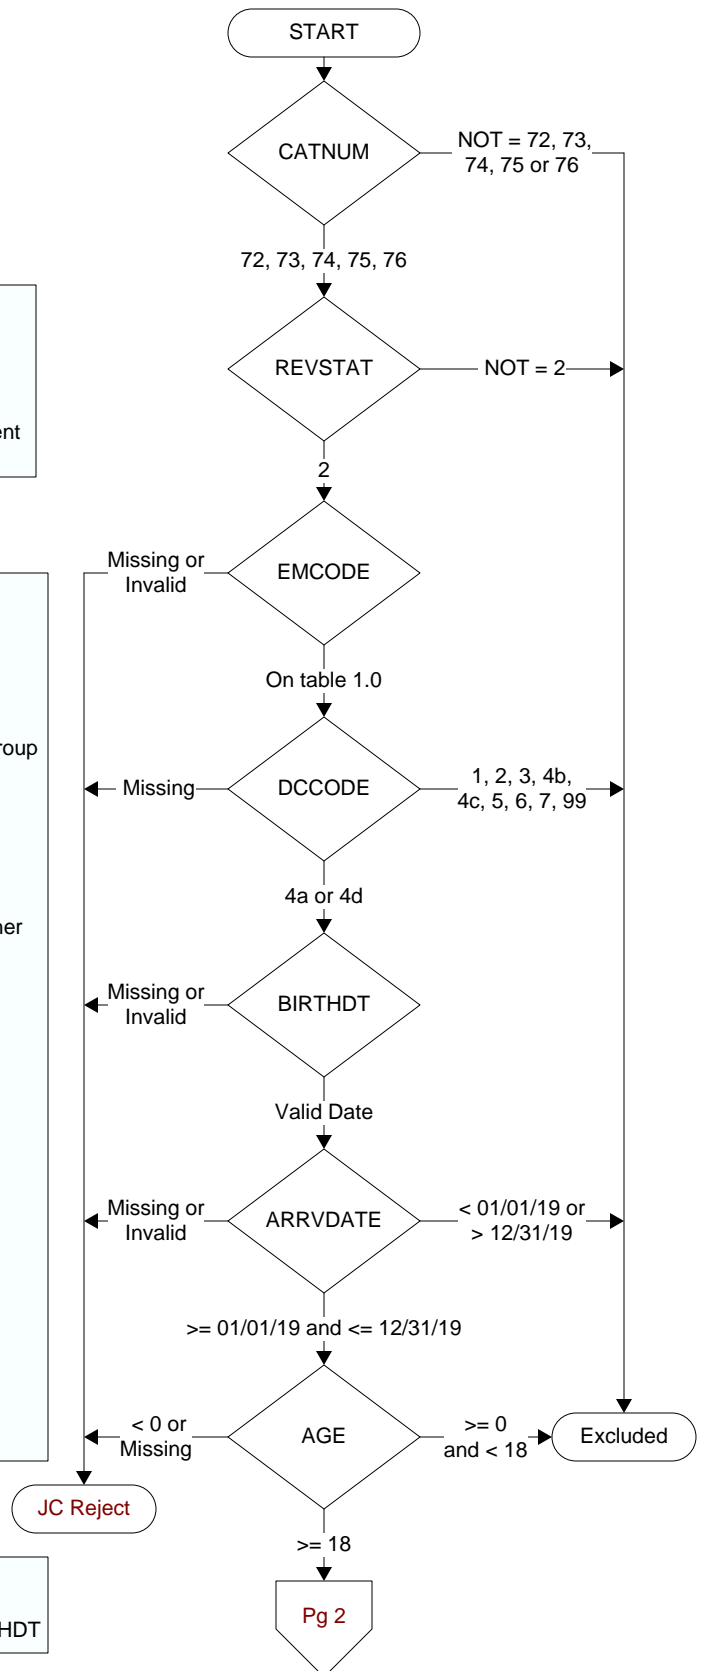 START
CATNUM
NOT = 72, 73,
74, 75 or 76
72, 73, 74, 75, 76
REVSTAT
NOT = 2
2
EMCODE
Missing or
Invalid
On table 1.0
DCCODE
Missing
1, 2, 3, 4b,
4c, 5, 6, 7, 99
4a or 4d
BIRTHDT
Missing or
Invalid
Valid Date
ARRVDATE
Missing or
Invalid
< 01/01/19 or
> 12/31/19
>= 01/01/19 and <= 12/31/19
AGE
< 0 or
Missing
>= 0
and < 18
Excluded
JC Reject
>= 18
Pg 2